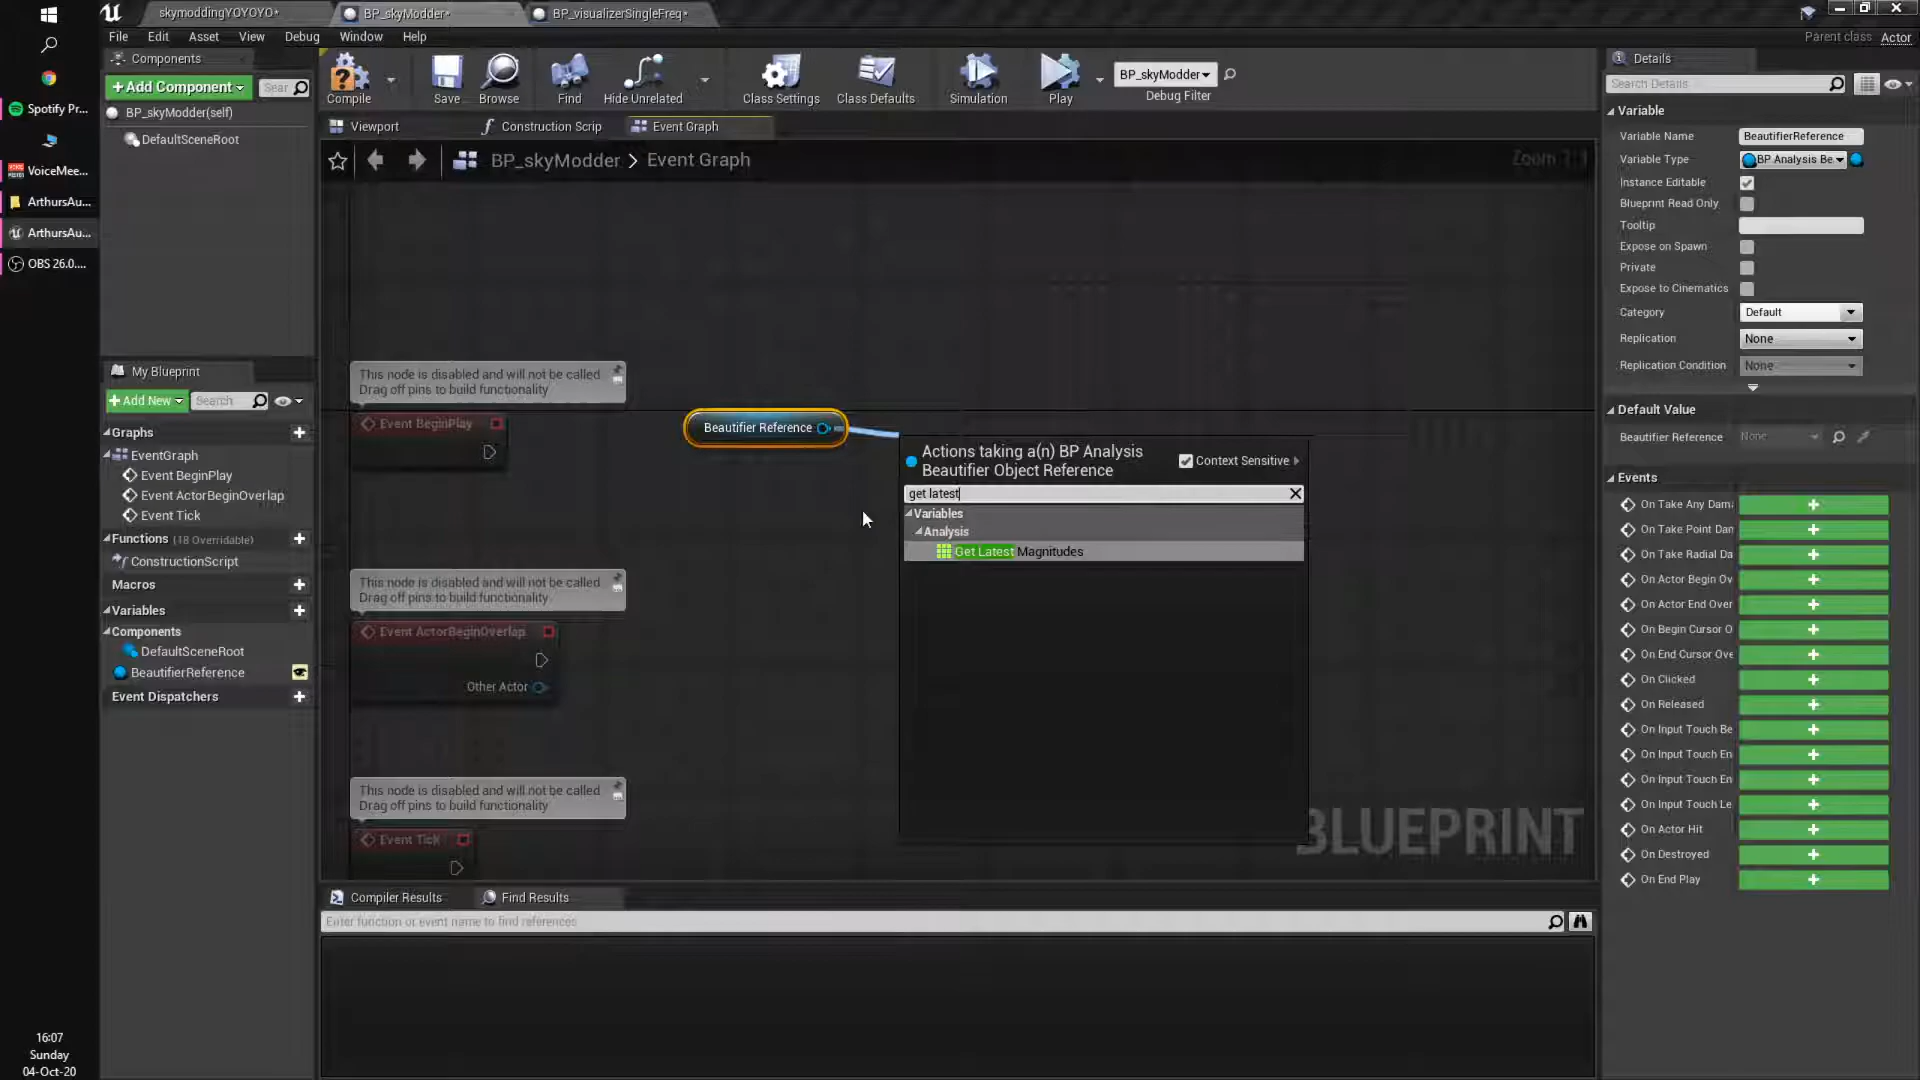 skymoddingYOYOYO*
BP_skyModder*
BP_visualizerSingleFreq*
File Edit Asset View Debug Window Help
Parent class Actor
Components
Add Component
Sear
BP_skyModder(self)
DefaultSceneRoot
Compile
Save
Browse
Find
Hide Unrelated
Class Settings
Class Defaults
Simulation
Play
BP_skyModder
Debug Filter
Viewport
Construction Scrip
Event Graph
BP_skyModder > Event Graph
Zoom 1:1
Spotify Pr...
VoiceMee...
ArthursAu...
ArthursAu...
OBS 26.0....
This node is disabled and will not be called.
Drag off pins to build functionality.
Event BeginPlay
Beautifier Reference
Actions taking a(n) BP Analysis
Beautifier Object Reference
Context Sensitive
get latest
Variables
Analysis
Get Latest Magnitudes
This node is disabled and will not be called.
Drag off pins to build functionality.
Event ActorBeginOverlap
Other Actor
This node is disabled and will not be called.
Drag off pins to build functionality.
Event Tick
BLUEPRINT
My Blueprint
Add New
Search
Graphs
EventGraph
Event BeginPlay
Event ActorBeginOverlap
Event Tick
Functions (18 Overridable)
ConstructionScript
Macros
Variables
Components
DefaultSceneRoot
BeautifierReference
Event Dispatchers
Compiler Results
Find Results
Enter function or event name to find references
Details
Search Details
Variable
Variable Name BeautifierReference
Variable Type BP Analysis Be
Instance Editable
Blueprint Read Only
Tooltip
Expose on Spawn
Private
Expose to Cinematics
Category Default
Replication None
Replication Condition None
Default Value
Beautifier Reference None
Events
On Take Any Dam
On Take Point Dan
On Take Radial Da
On Actor Begin Ov
On Actor End Over
On Begin Cursor O
On End Cursor Ove
On Clicked
On Released
On Input Touch Be
On Input Touch En
On Input Touch En
On Input Touch Le
On Actor Hit
On Destroyed
On End Play
16:07
Sunday
04-Oct-20